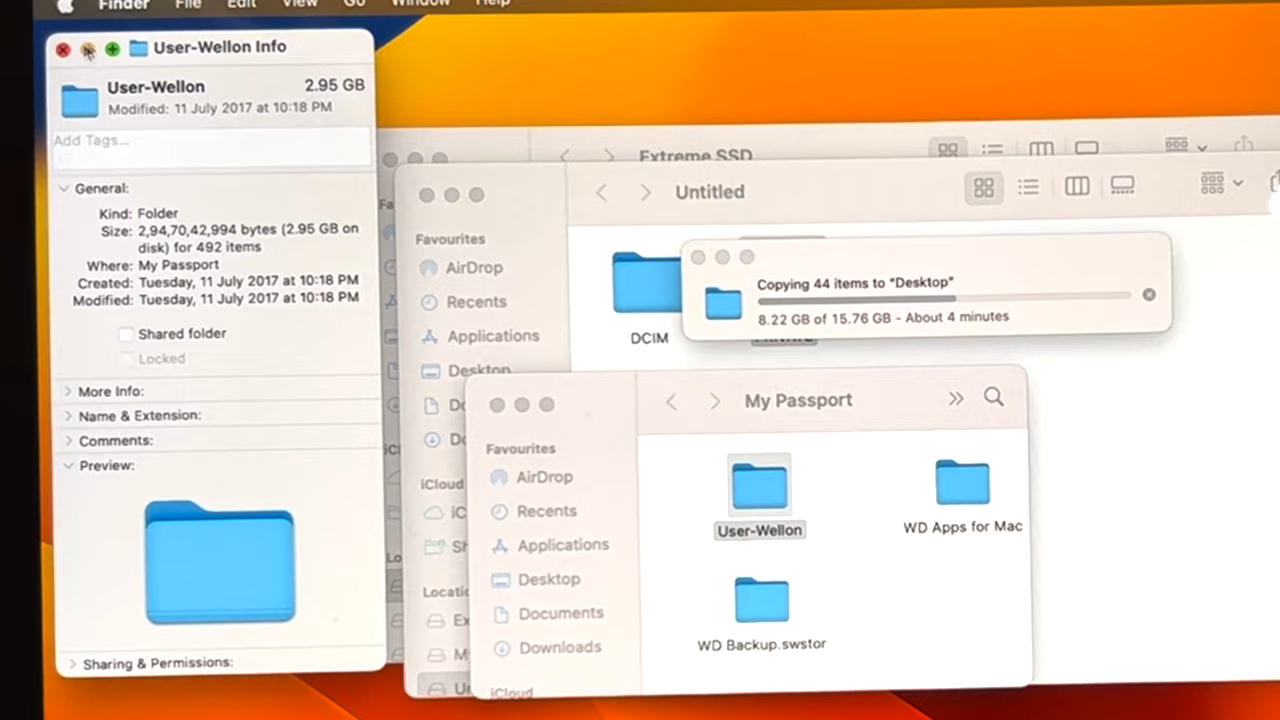 Finder File Edit View Go Window Help
User-Wellon Info
User-Wellon 2.95 GB
Modified: 11 July 2017 at 10:18 PM
Add Tags...
General:
Kind: Folder
Size: 2,94,70,42,994 bytes (2.95 GB on
disk) for 492 items
Where: My Passport
Created: Tuesday, 11 July 2017 at 10:18 PM
Modified: Tuesday, 11 July 2017 at 10:18 PM
Shared folder
Locked
More Info:
Name & Extension:
Comments:
Preview:
Sharing & Permissions:
Extreme SSD
Fa
iCl
Lo
Untitled
Favourites
AirDrop
Recents
Applications
Desktop
Do
Do
iCloud
iC
Sh
Locatio
Ex
M
Un
DCIM
Copying 44 items to "Desktop"
8.22 GB of 15.76 GB - About 4 minutes
My Passport
Favourites
AirDrop
Recents
Applications
Desktop
Documents
Downloads
iCloud
User-Wellon
WD Apps for Mac
WD Backup.swstor